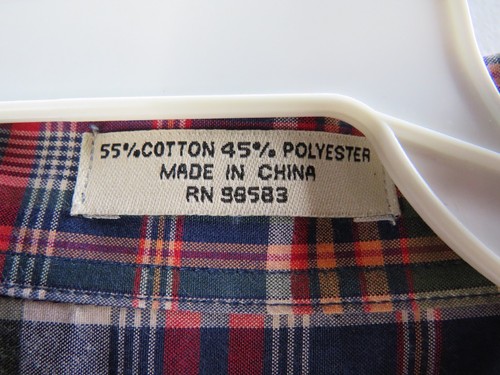 55% COTTON 45% POLYESTER
MADE IN CHINA
RN 98583